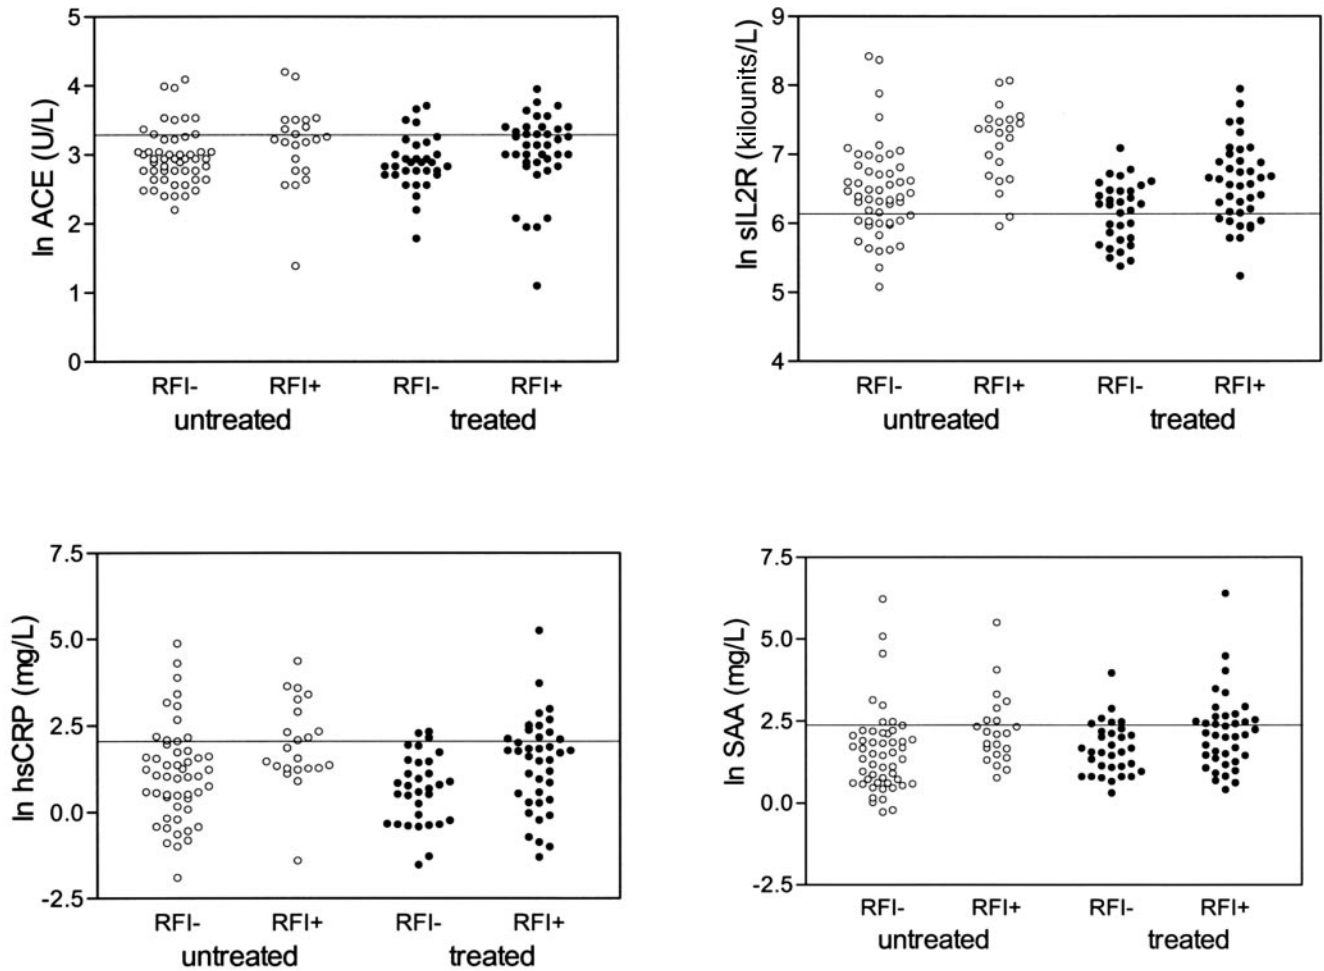 ln ACE (U/L)
5
4
3
2
1
0
RFI- RFI+ RFI- RFI+
untreated treated
ln sIL2R (kilounits/L)
9
8
7
6
5
4
RFI- RFI+ RFI- RFI+
untreated treated
ln hsCRP (mg/L)
7.5
5.0
2.5
0.0
-2.5
RFI- RFI+ RFI- RFI+
untreated treated
ln SAA (mg/L)
7.5
5.0
2.5
0.0
-2.5
RFI- RFI+ RFI- RFI+
untreated treated